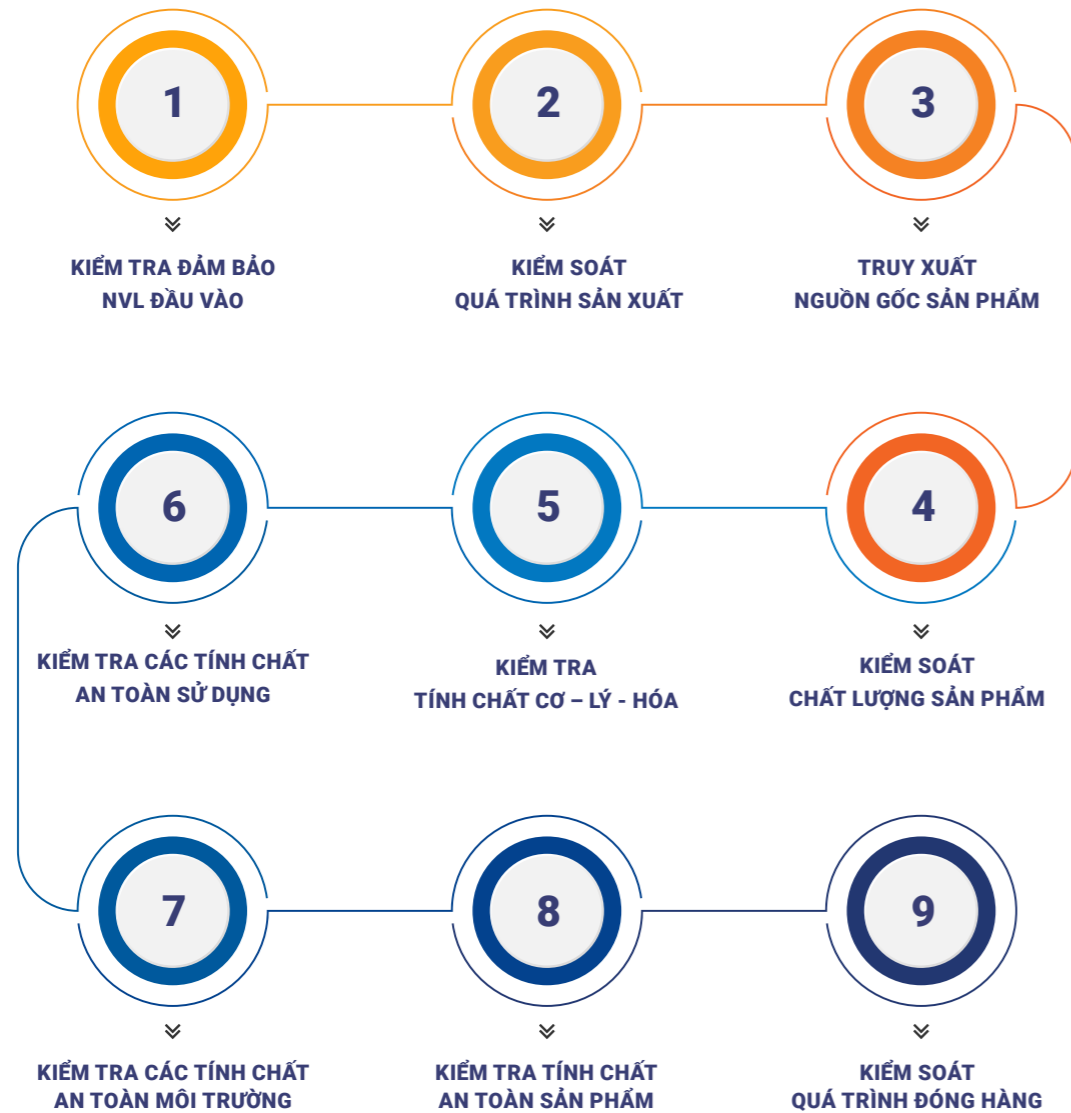 1
KIỂM TRA ĐẢM BẢO
NVL ĐẦU VÀO
2
KIỂM SOÁT
QUÁ TRÌNH SẢN XUẤT
3
TRUY XUẤT
NGUỒN GỐC SẢN PHẨM
4
KIỂM SOÁT
CHẤT LƯỢNG SẢN PHẨM
5
KIỂM TRA
TÍNH CHẤT CƠ – LÝ - HÓA
6
KIỂM TRA CÁC TÍNH CHẤT
AN TOÀN SỬ DỤNG
7
KIỂM TRA CÁC TÍNH CHẤT
AN TOÀN MÔI TRƯỜNG
8
KIỂM TRA TÍNH CHẤT
AN TOÀN SẢN PHẨM
9
KIỂM SOÁT
QUÁ TRÌNH ĐÓNG HÀNG